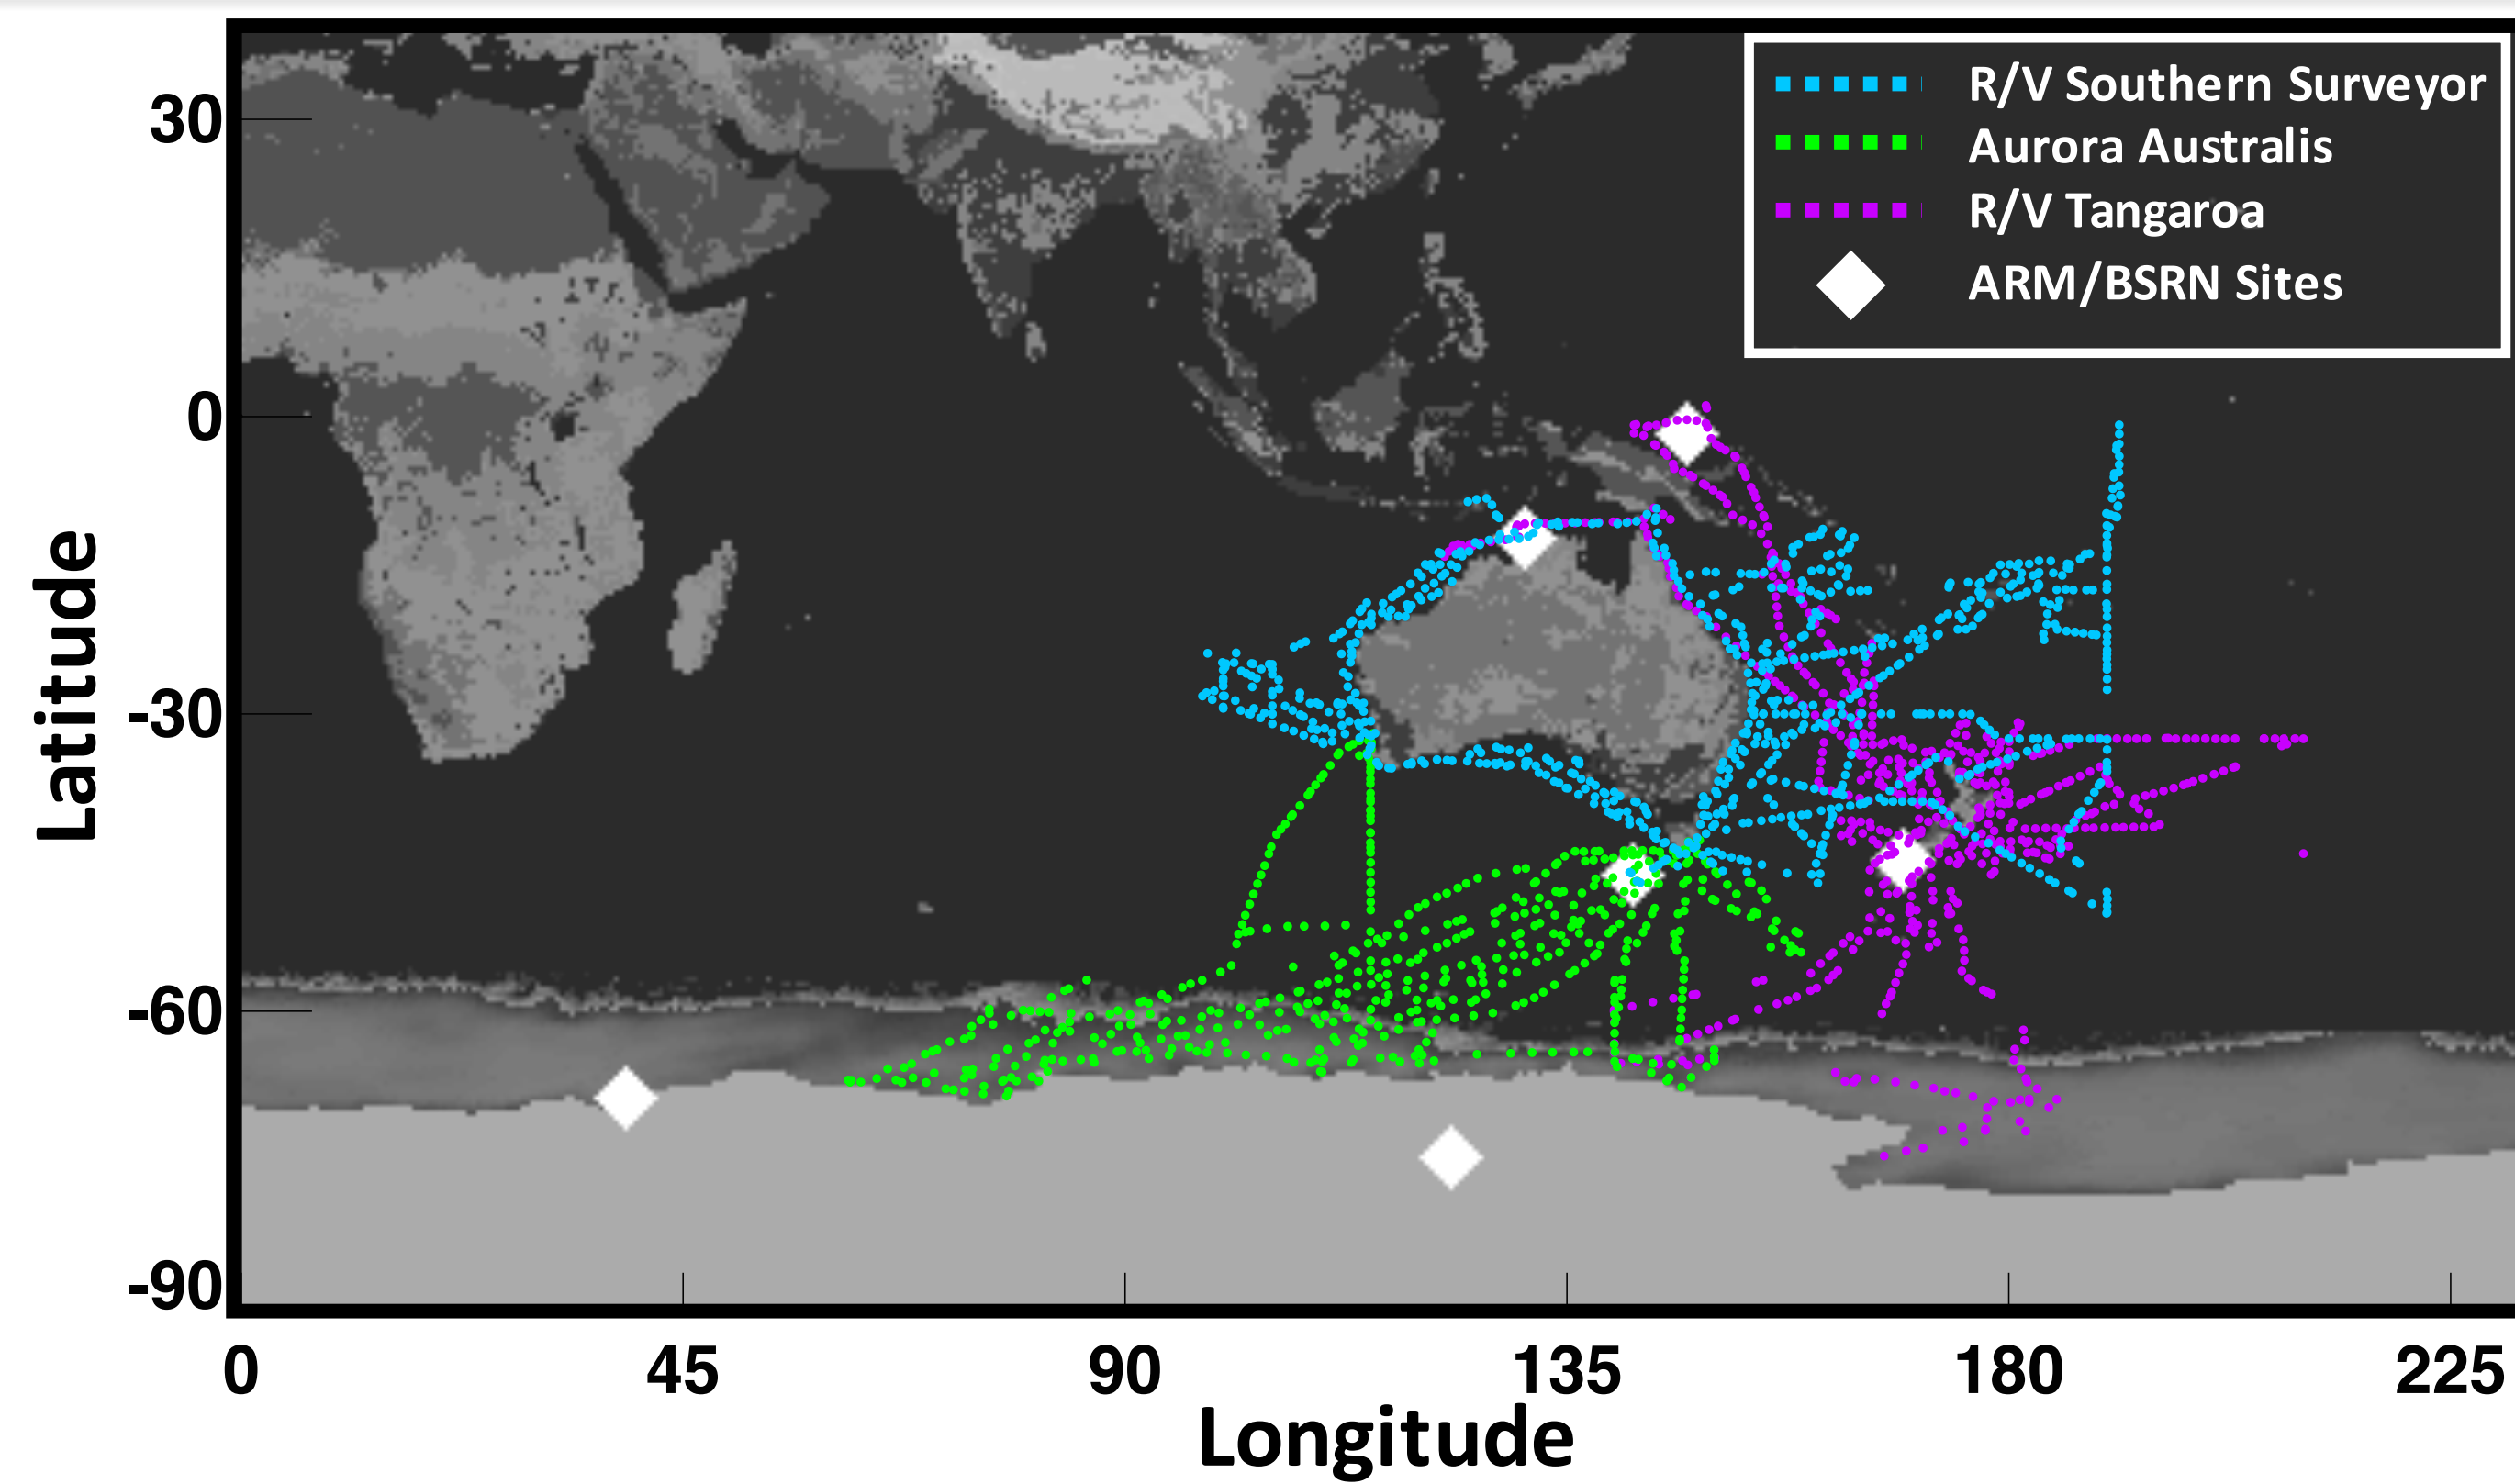 R/V Southern Surveyor
Aurora Australis
R/V Tangaroa
ARM/BSRN Sites
30
0
-30
-60
-90
Latitude
0 45 90 135 180 225
Longitude